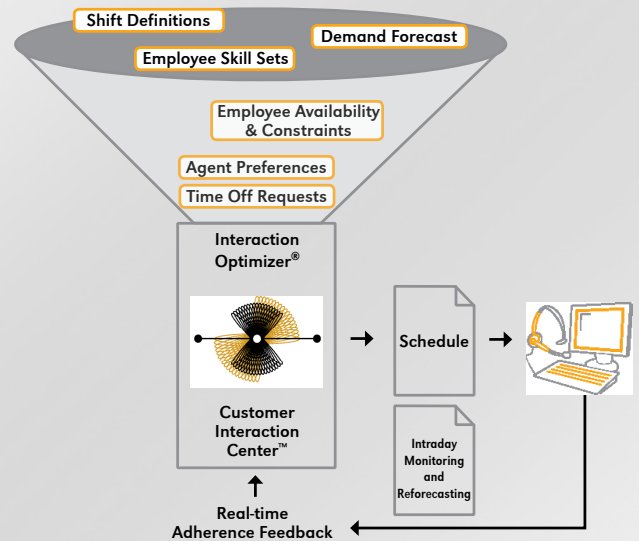 Shift Definitions
Demand Forecast
Employee Skill Sets
Employee Availability
& Constraints
Agent Preferences
Time Off Requests
Interaction
Optimizer®
Customer
Interaction
Center™
Schedule
Intraday
Monitoring
and
Reforecasting
Real-time
Adherence Feedback